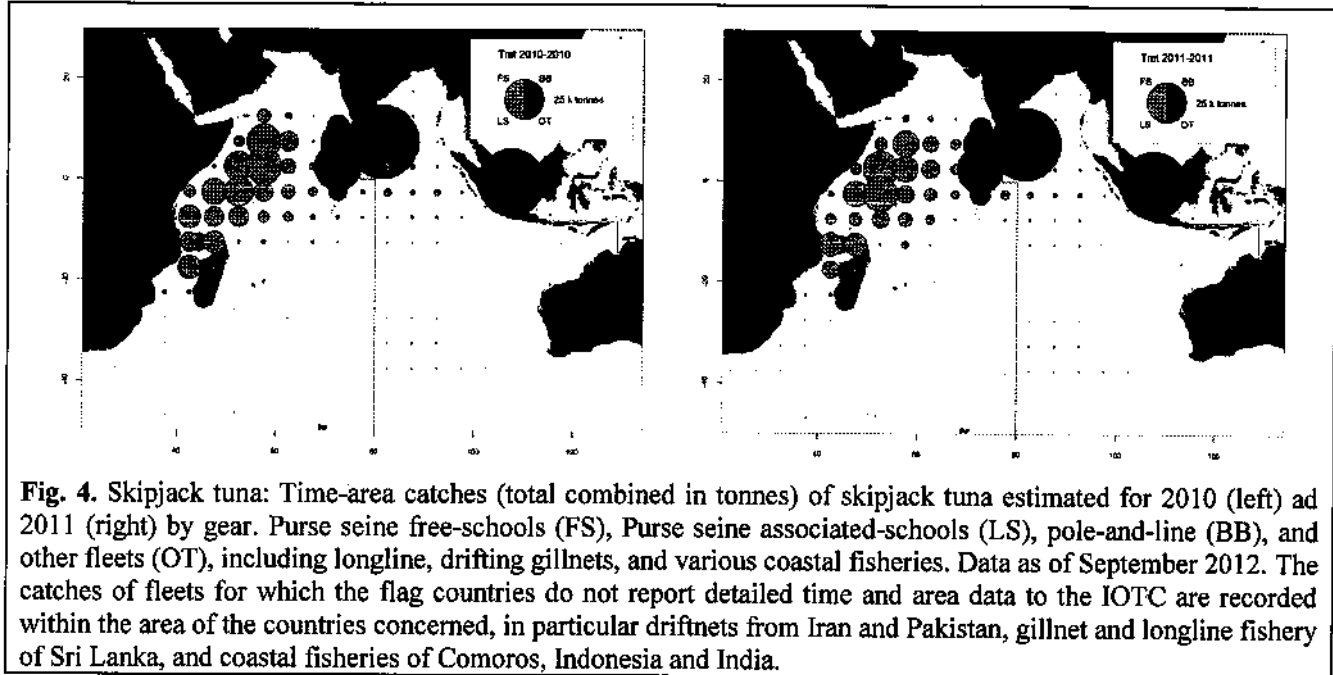 Tmt 2010-2010
FS BB
25 k tonnes
LS OT
Tmt 2011-2011
FS BB
25 k tonnes
LS OT
Fig. 4. Skipjack tuna: Time-area catches (total combined in tonnes) of skipjack tuna estimated for 2010 (left) ad
2011 (right) by gear. Purse seine free-schools (FS), Purse seine associated-schools (LS), pole-and-line (BB), and
other fleets (OT), including longline, drifting gillnets, and various coastal fisheries. Data as of September 2012. The
catches of fleets for which the flag countries do not report detailed time and area data to the IOTC are recorded
within the area of the countries concerned, in particular driftnets from Iran and Pakistan, gillnet and longline fishery
of Sri Lanka, and coastal fisheries of Comoros, Indonesia and India.